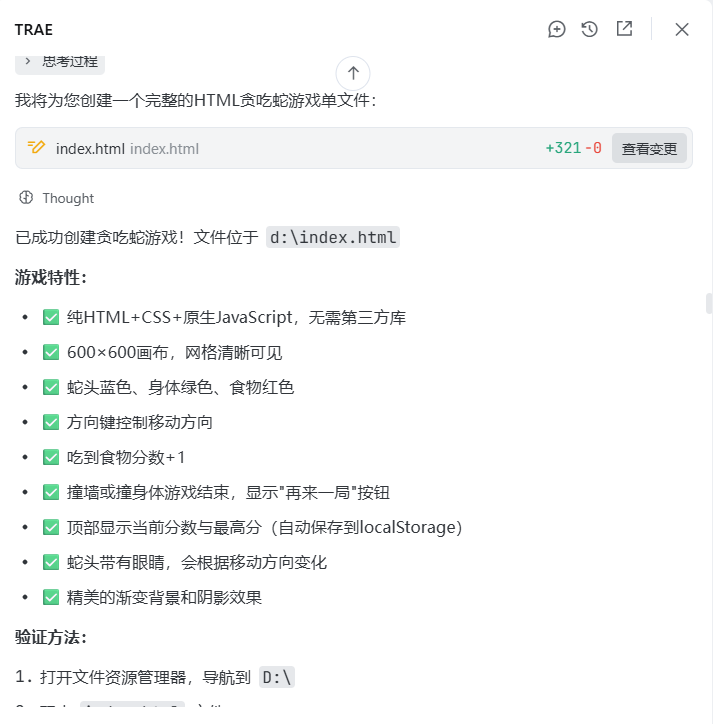 TRAE
思考过程
我将为您创建一个完整的HTML贪吃蛇游戏单文件：
index.html index.html +321 -0 查看变更
Thought
已成功创建贪吃蛇游戏！文件位于 d:\index.html
游戏特性：
• ✅ 纯HTML+CSS+原生JavaScript，无需第三方库
• ✅ 600×600画布，网格清晰可见
• ✅ 蛇头蓝色、身体绿色、食物红色
• ✅ 方向键控制移动方向
• ✅ 吃到食物分数+1
• ✅ 撞墙或撞身体游戏结束，显示"再来一局"按钮
• ✅ 顶部显示当前分数与最高分（自动保存到localStorage）
• ✅ 蛇头带有眼睛，会根据移动方向变化
• ✅ 精美的渐变背景和阴影效果
验证方法：
1. 打开文件资源管理器，导航到 D:\